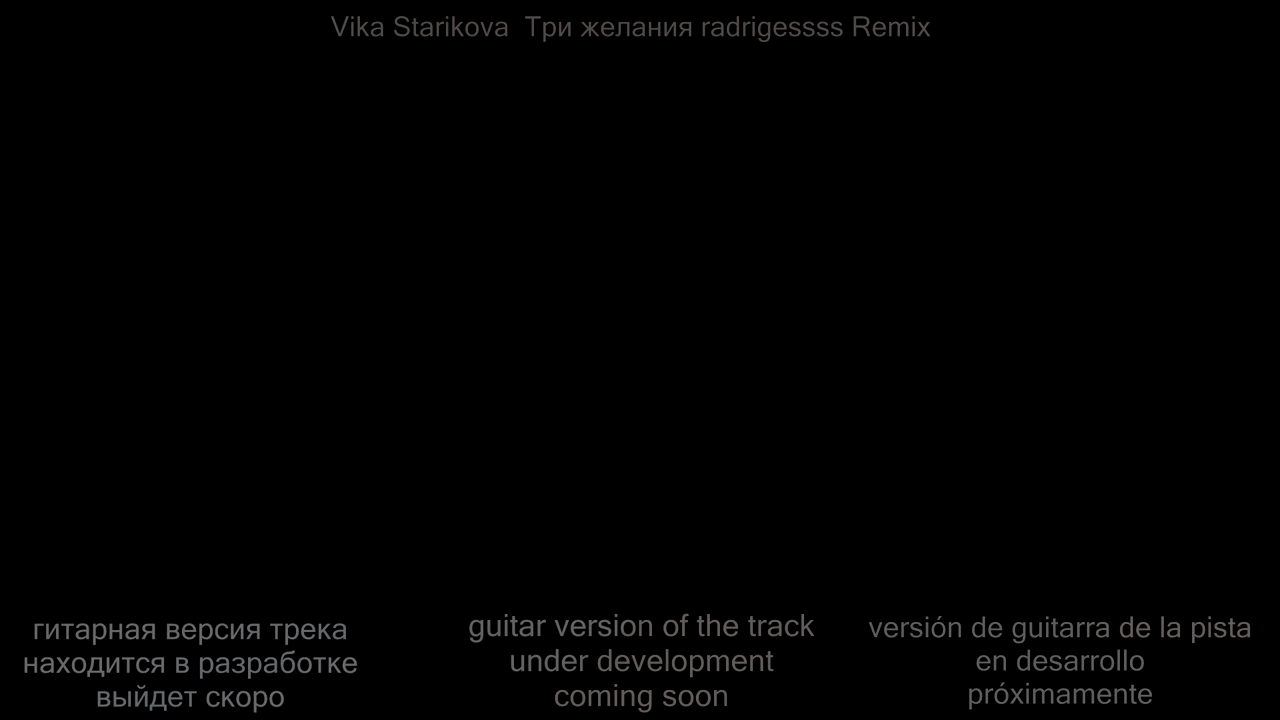 Vika Starikova  Три желания radrigessss Remix
гитарная версия трека
находится в разработке
выйдет скоро
guitar version of the track
under development
coming soon
versión de guitarra de la pista
en desarrollo
próximamente